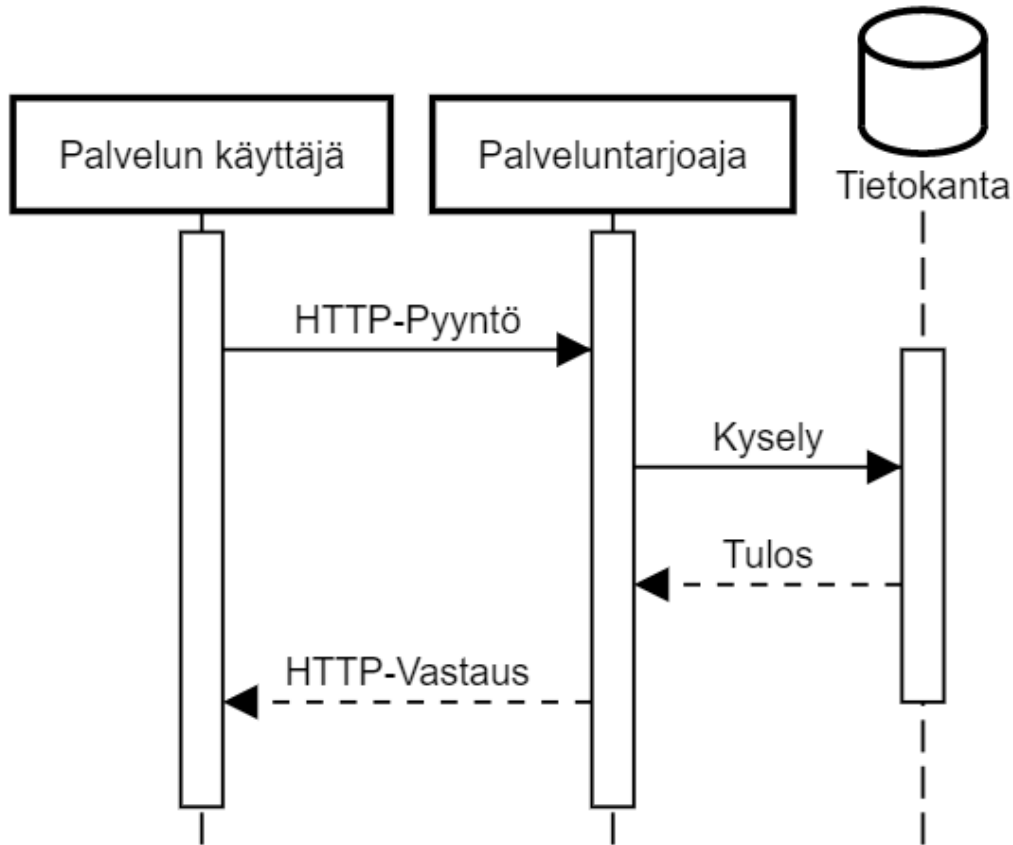 Palvelun käyttäjä
Palveluntarjoaja
Tietokanta
HTTP-Pyyntö
Kysely
Tulos
HTTP-Vastaus